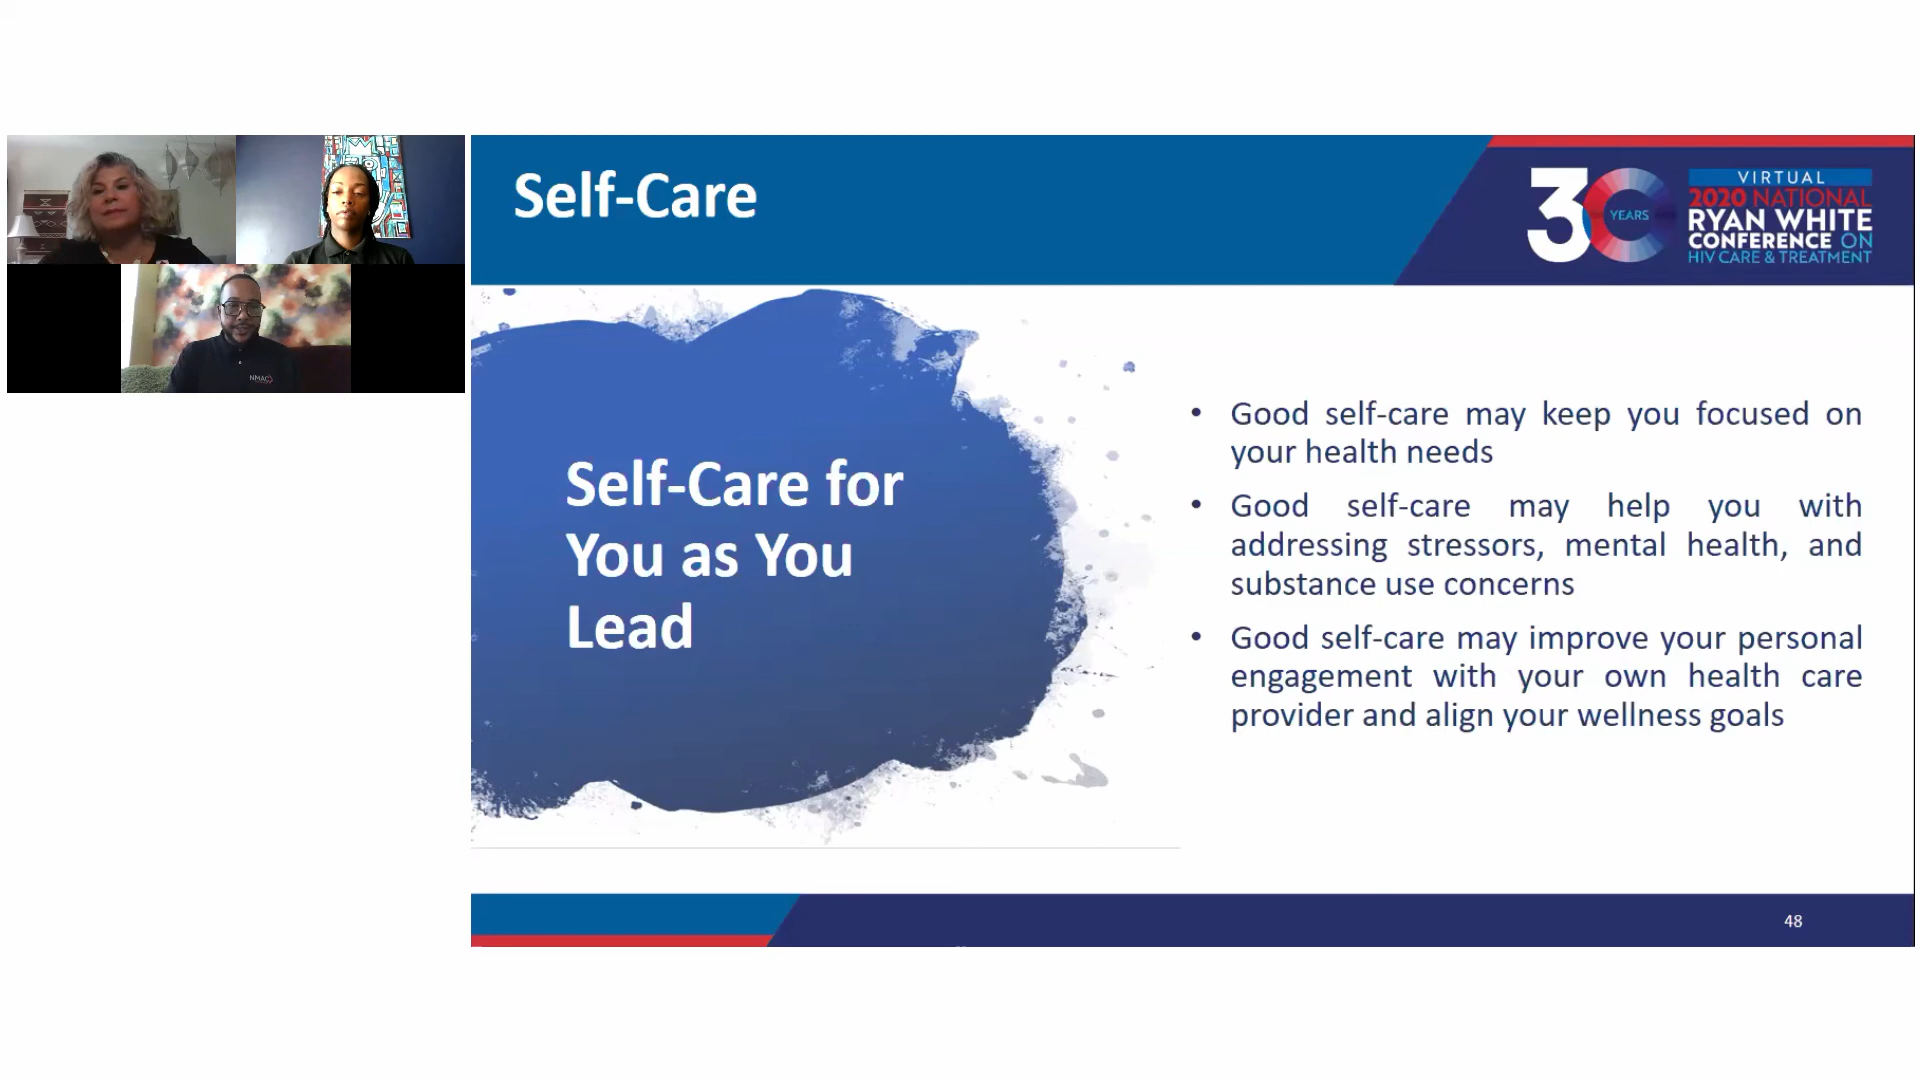 Self-Care
30
YEARS
VIRTUAL
2020 NATIONAL
RYAN WHITE
CONFERENCE ON
HIV CARE & TREATMENT
NMAC
Self-Care for
You as You
Lead
• Good self-care may keep you focused on
your health needs
• Good self-care may help you with
addressing stressors, mental health, and
substance use concerns
• Good self-care may improve your personal
engagement with your own health care
provider and align your wellness goals
48